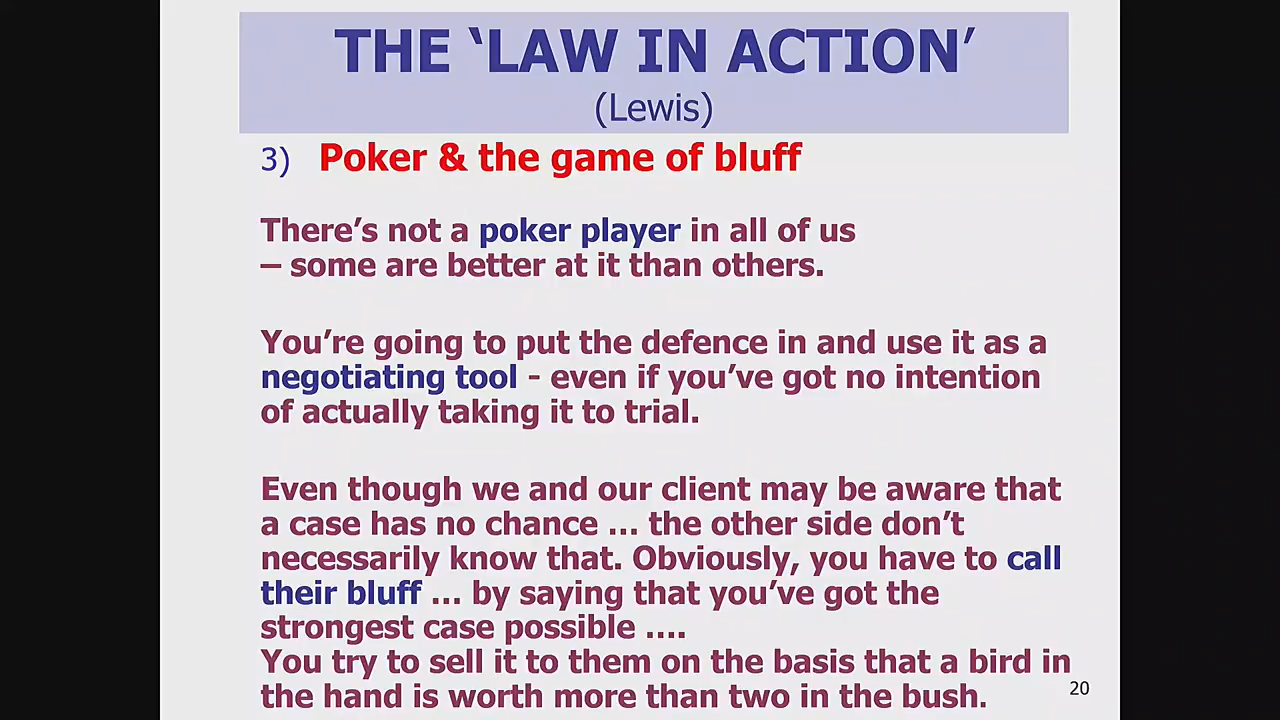 THE ‘LAW IN ACTION’
(Lewis)
3) Poker & the game of bluff
There’s not a poker player in all of us
– some are better at it than others.
You’re going to put the defence in and use it as a
negotiating tool - even if you’ve got no intention
of actually taking it to trial.
Even though we and our client may be aware that
a case has no chance … the other side don’t
necessarily know that. Obviously, you have to call
their bluff … by saying that you’ve got the
strongest case possible ….
You try to sell it to them on the basis that a bird in
the hand is worth more than two in the bush.
20